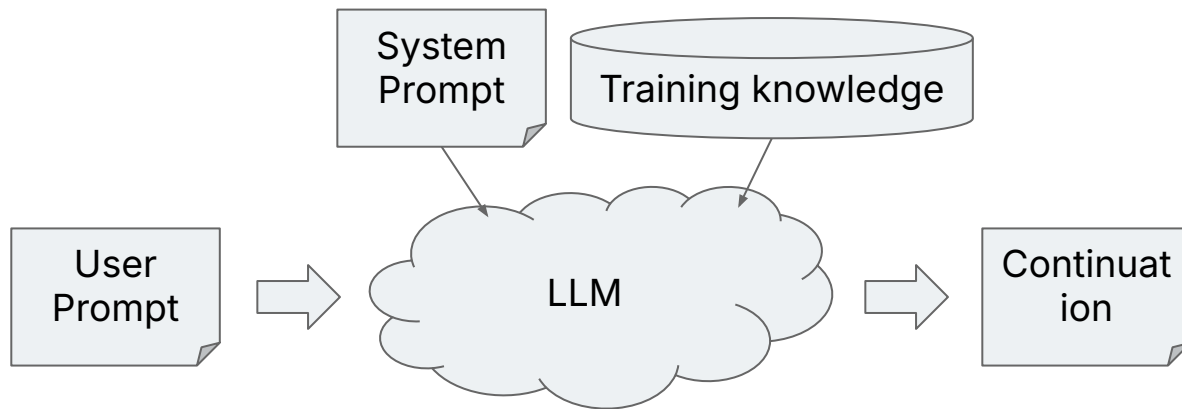 System
Prompt
Training knowledge
User
Prompt
LLM
Continuat
ion